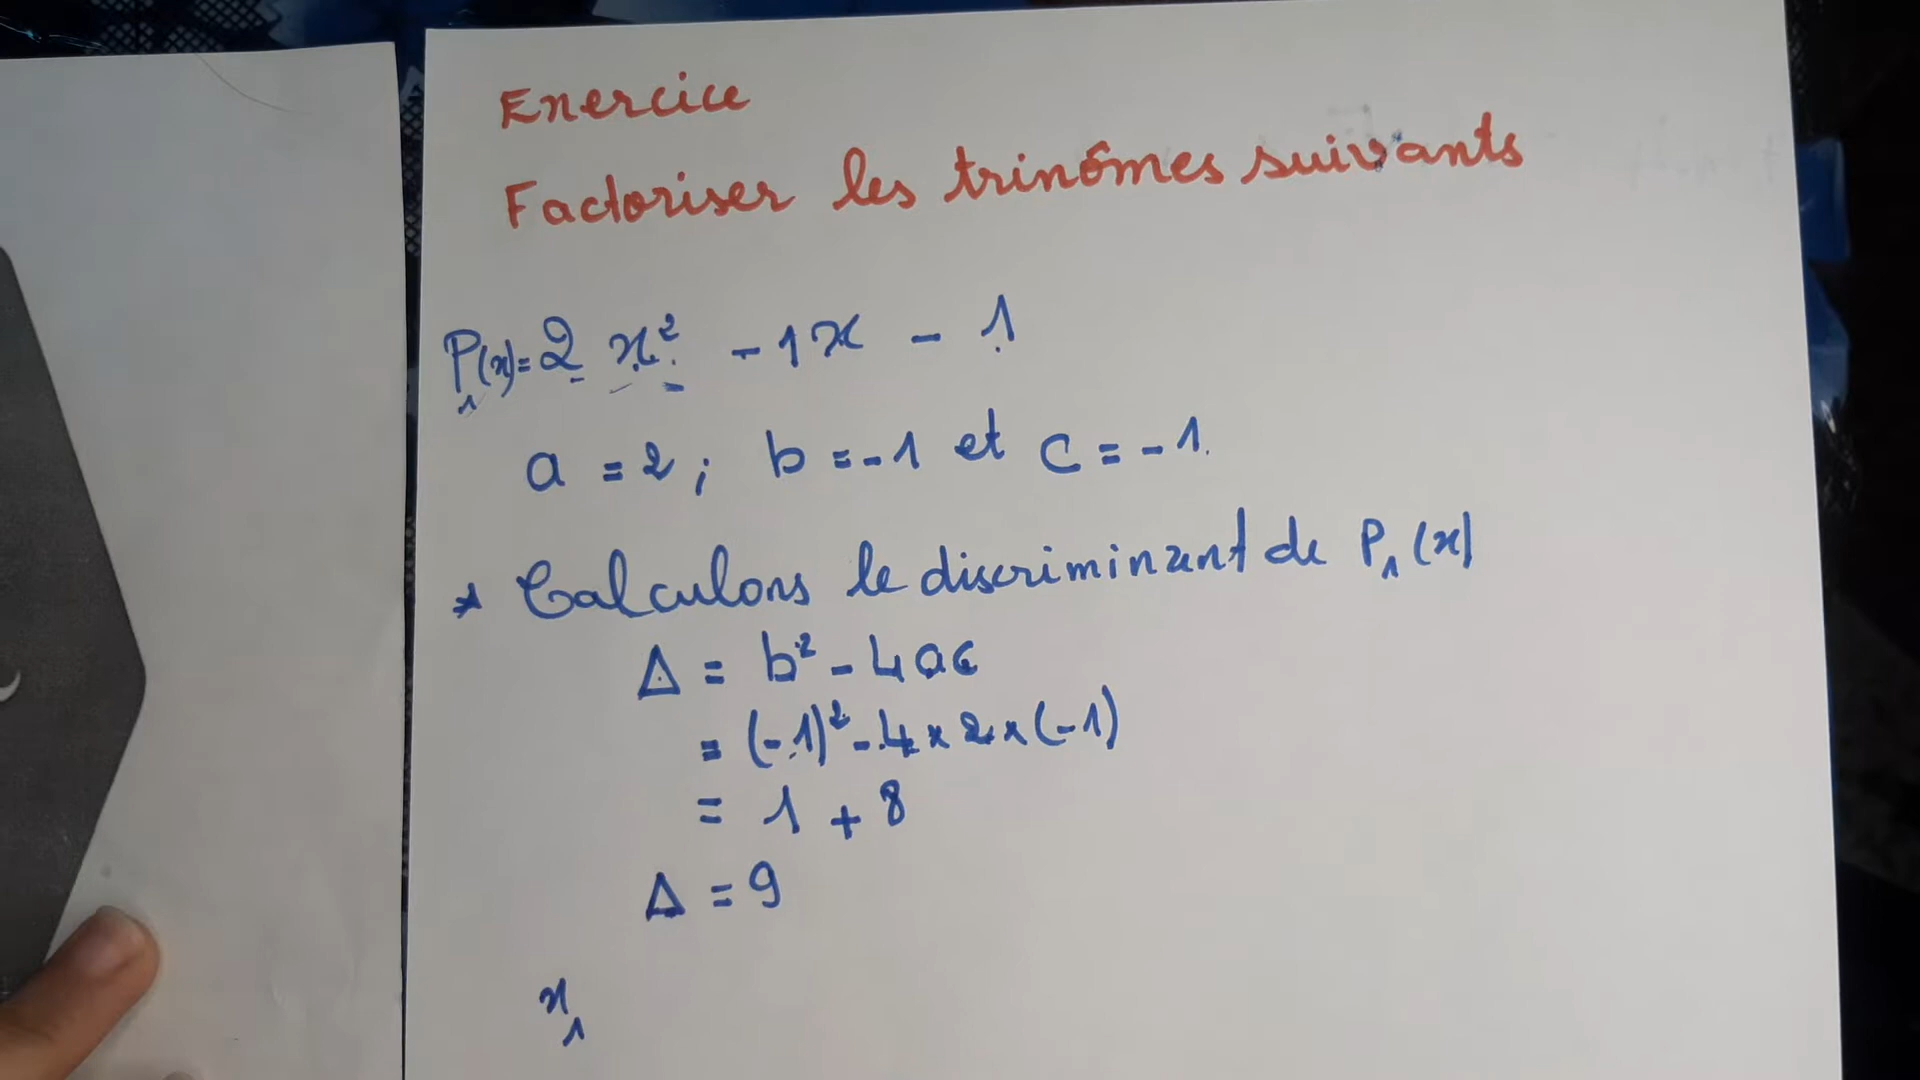 Exercice
Factoriser les trinômes suivants
P₁(x) = 2x² - 1x - 1
a = 2 ; b = -1 et c = -1.
* Calculons le discriminant de P₁(x)
Δ = b² - 4ac
= (-1)² - 4 × 2 × (-1)
= 1 + 8
Δ = 9
x₁